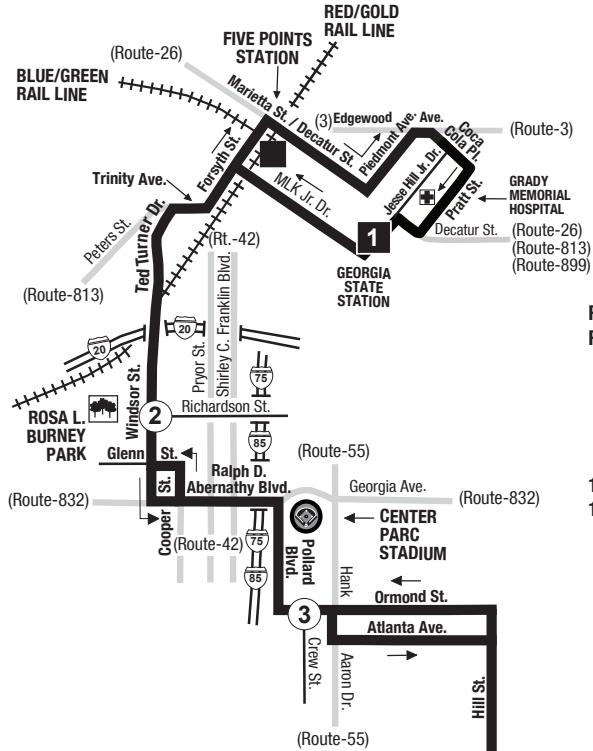 RED/GOLD
RAIL LINE
FIVE POINTS
STATION
(Route-26)
BLUE/GREEN
RAIL LINE
Marietta St. / Decatur St.
(3) Edgewood Ave.
Piedmont Ave.
Coca
Cola Pl.
(Route-3)
Forsyth St.
Trinity Ave.
MLK Jr. Dr.
Jesse Hill Jr. Dr.
Pratt St.
GRADY
MEMORIAL
HOSPITAL
Peters St.
Ted Turner Dr.
(Rt.-42)
1
Decatur St.
(Route-26)
(Route-813)
(Route-899)
GEORGIA
STATE
STATION
(Route-813)
R
F
20
20
Pryor St.
Shirley C. Franklin Blvd.
75
Windsor St.
ROSA L.
BURNEY
PARK
2
Richardson St.
85
Glenn St.
Ralph D.
Abernathy Blvd.
(Route-55)
Georgia Ave.
(Route-832)
(Route-832)
St.
Cooper
(Route-42)
75
85
Pollard
Blvd.
CENTER
PARC
STADIUM
1
1
Hank
Ormond St.
3
Atlanta Ave.
Crew St.
Aaron Dr.
Hill St.
(Route-55)